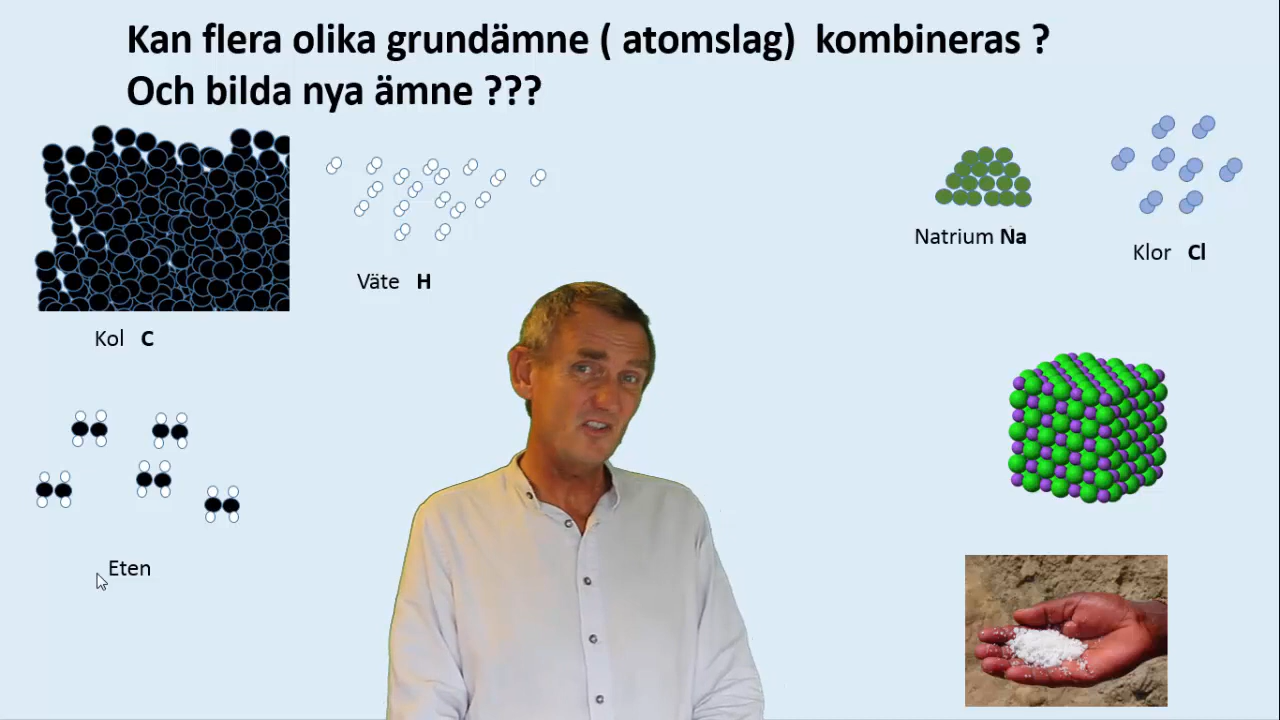 Kan flera olika grundämne ( atomslag) kombineras ?
Och bilda nya ämne ???
Natrium Na
Klor Cl
Väte H
Kol C
Eten